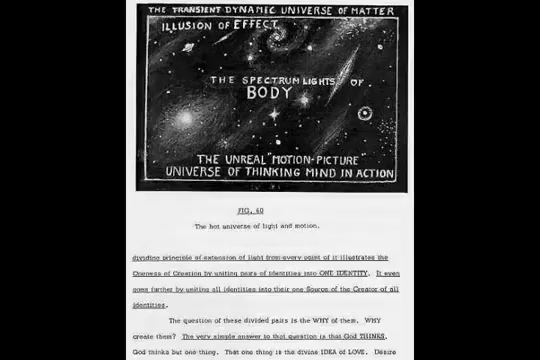 THE TRANSIENT DYNAMIC UNIVERSE OF MATTER
ILLUSION OF EFFECT
THE SPECTRUM LIGHTS OF
BODY
THE UNREAL "MOTION-PICTURE"
UNIVERSE OF THINKING MIND IN ACTION
FIG. 60
The hot universe of light and motion.
dividing principle of extension of light from every point of it illustrates the
Oneness of Creation by uniting pairs of identities into ONE IDENTITY. It even
goes further by uniting all identities into their one Source of the Creator of all
identities.
The question of these divided pairs is the WHY of them. WHY
create them? The very simple answer to that question is that God THINKS.
God thinks but one thing. That one thing is the divine IDEA of LOVE. Desire